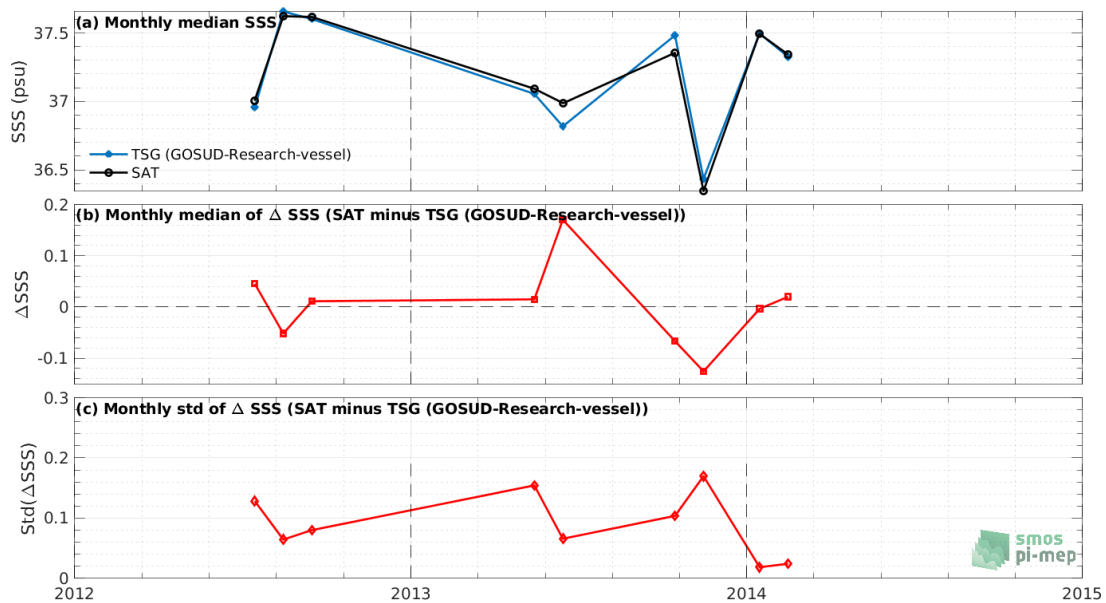 (a) Monthly median SSS
37.5
37
36.5
SSS (psu)
TSG (GOSUD-Research-vessel)
SAT
(b) Monthly median of Δ SSS (SAT minus TSG (GOSUD-Research-vessel))
0.2
0.1
0
-0.1
ΔSSS
(c) Monthly std of Δ SSS (SAT minus TSG (GOSUD-Research-vessel))
0.3
0.2
0.1
0
Std(ΔSSS)
smos
pi-mep
2012 2013 2014 2015